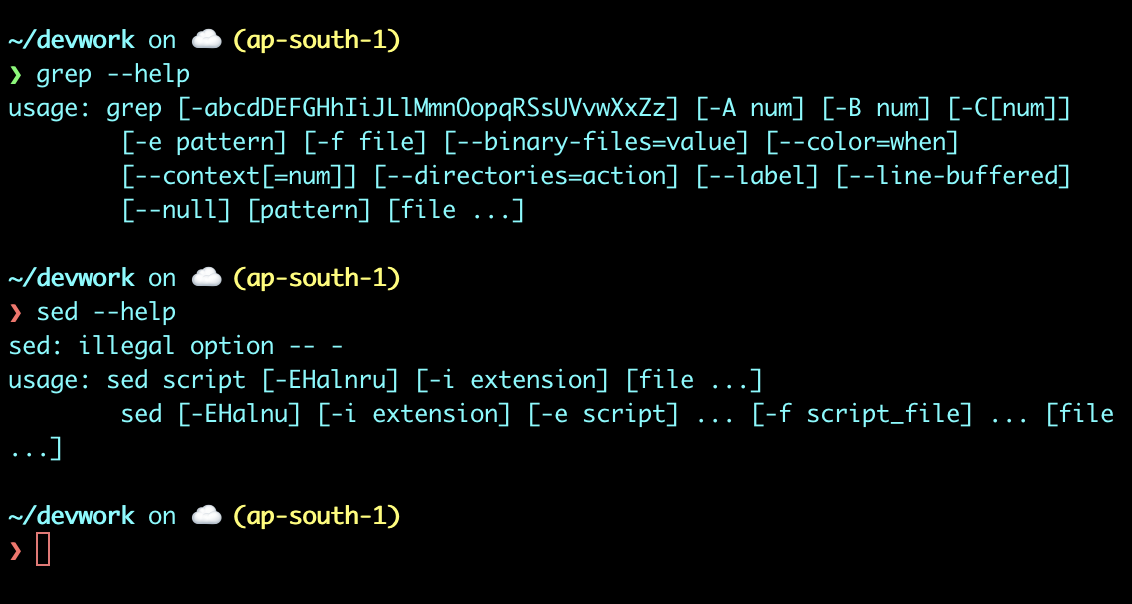 ~/devwork on ☁️ (ap-south-1)
❯ grep --help
usage: grep [-abcdDEFGHhIiJLlMmnOopqRSsUVvwXxZz] [-A num] [-B num] [-C[num]]
        [-e pattern] [-f file] [--binary-files=value] [--color=when]
        [--context[=num]] [--directories=action] [--label] [--line-buffered]
        [--null] [pattern] [file ...]
~/devwork on ☁️ (ap-south-1)
❯ sed --help
sed: illegal option -- -
usage: sed script [-EHalnru] [-i extension] [file ...]
        sed [-EHalnu] [-i extension] [-e script] ... [-f script_file] ... [file
...]
~/devwork on ☁️ (ap-south-1)
❯